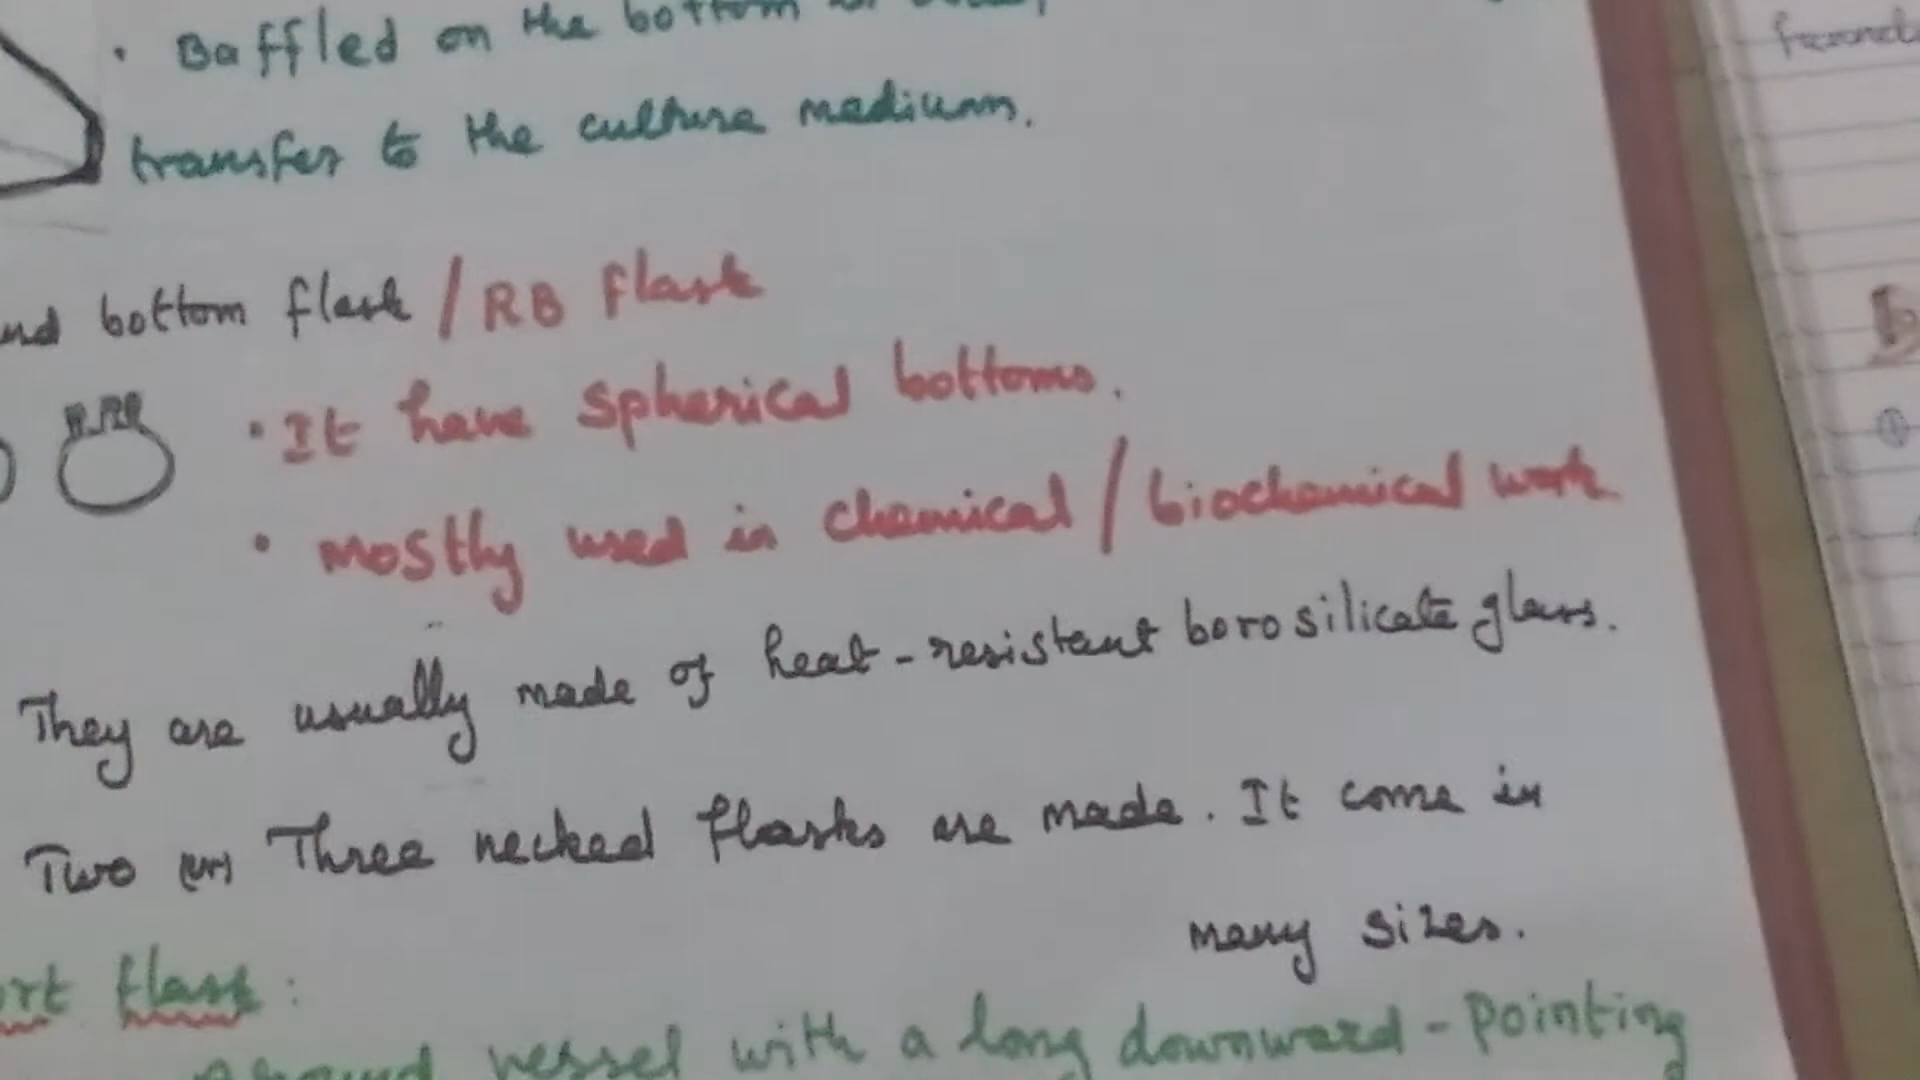 • Baffled on the bottom
transfer to the culture medium.
bottom flask / RB flask
• It have spherical bottoms.
• Mostly used in chemical / biochemical work
They are usually made of heat-resistant borosilicate glass.
Two (or) Three necked flasks are made. It come in
many sizes.
flask:
vessel with a long downward-pointing